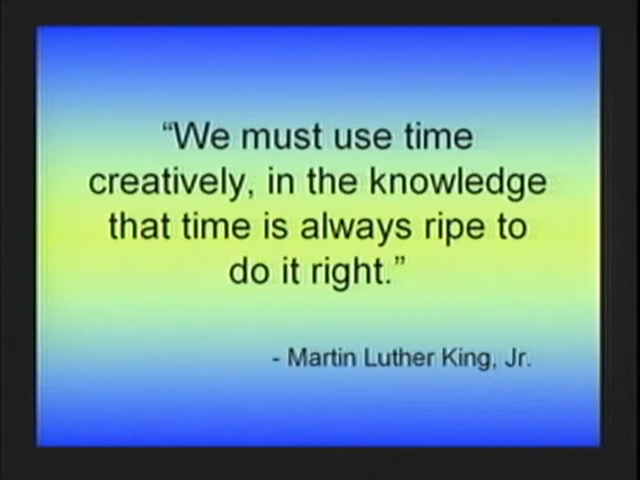 “We must use time
creatively, in the knowledge
that time is always ripe to
do it right.”
- Martin Luther King, Jr.